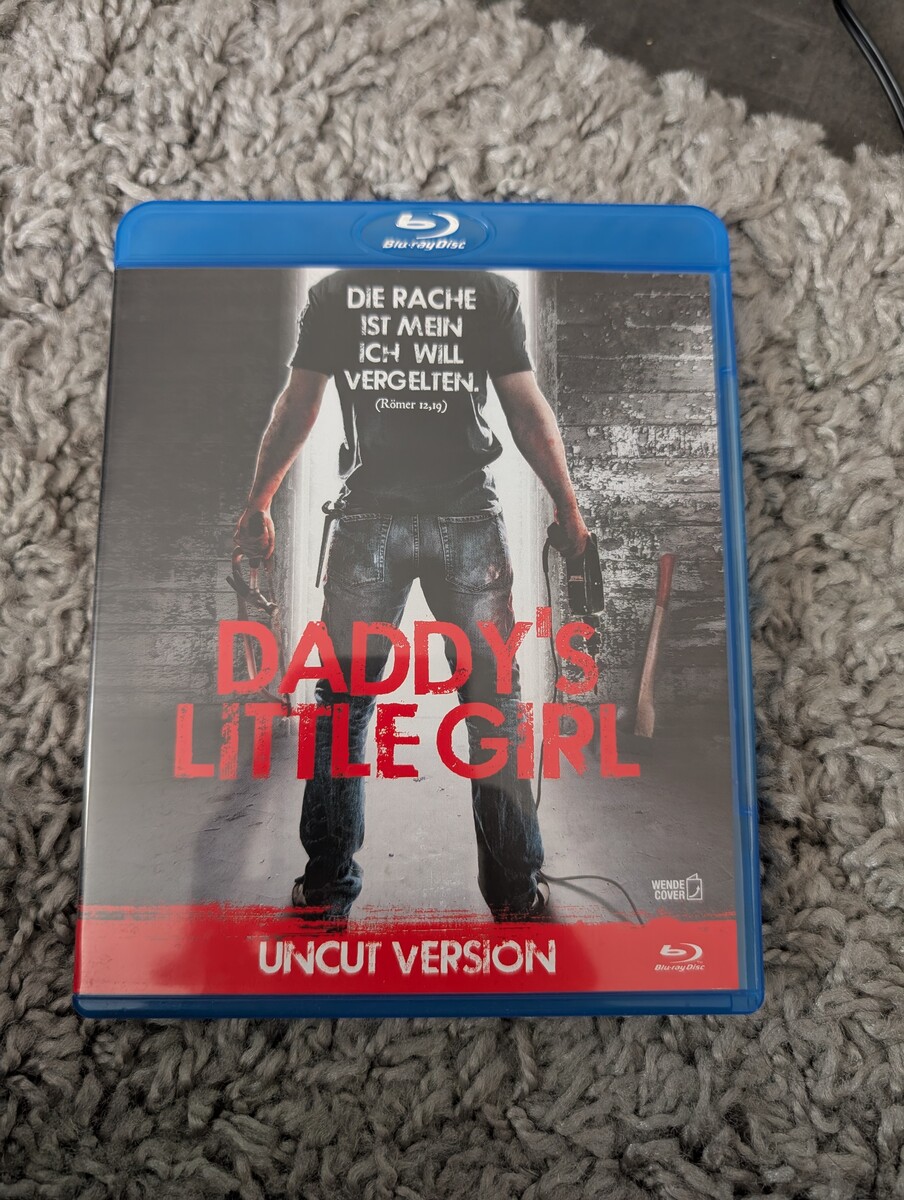 Blu-ray Disc
DIE RACHE
IST MEIN
ICH WILL
VERGELTEN.
(Römer 12,19)
DADDY'S
LITTLE GIRL
WENDE
COVER
UNCUT VERSION
Blu-ray Disc